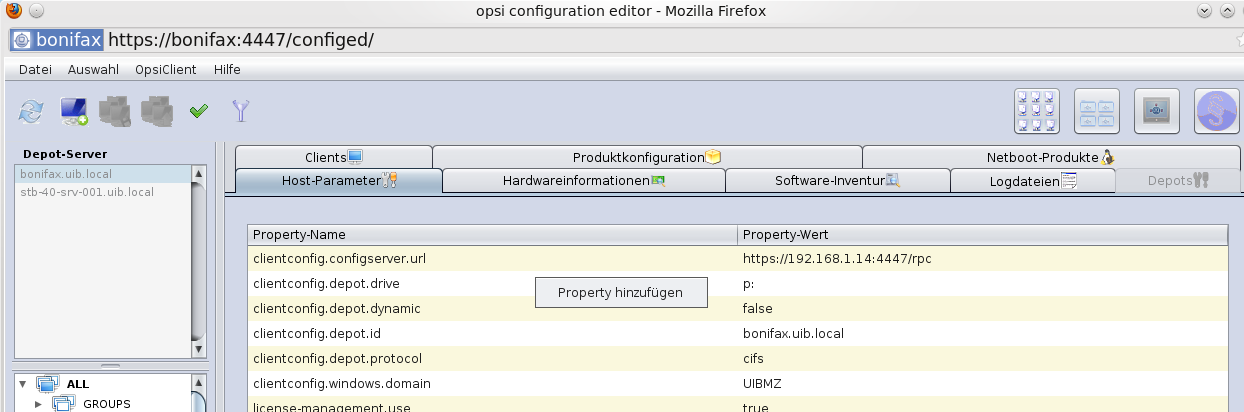 opsi configuration editor - Mozilla Firefox
bonifax https://bonifax:4447/configed/
Datei Auswahl OpsiClient Hilfe
Depot-Server
bonifax.uib.local
stb-40-srv-001.uib.local
ALL
GROUPS
Clients Produktkonfiguration Netboot-Produkte
Host-Parameter Hardwareinformationen Software-Inventur Logdateien Depots
Property-Name Property-Wert
clientconfig.configserver.url https://192.168.1.14:4447/rpc
clientconfig.depot.drive p:
Property hinzufügen
clientconfig.depot.dynamic false
clientconfig.depot.id bonifax.uib.local
clientconfig.depot.protocol cifs
clientconfig.windows.domain UIBMZ
license-management.use true